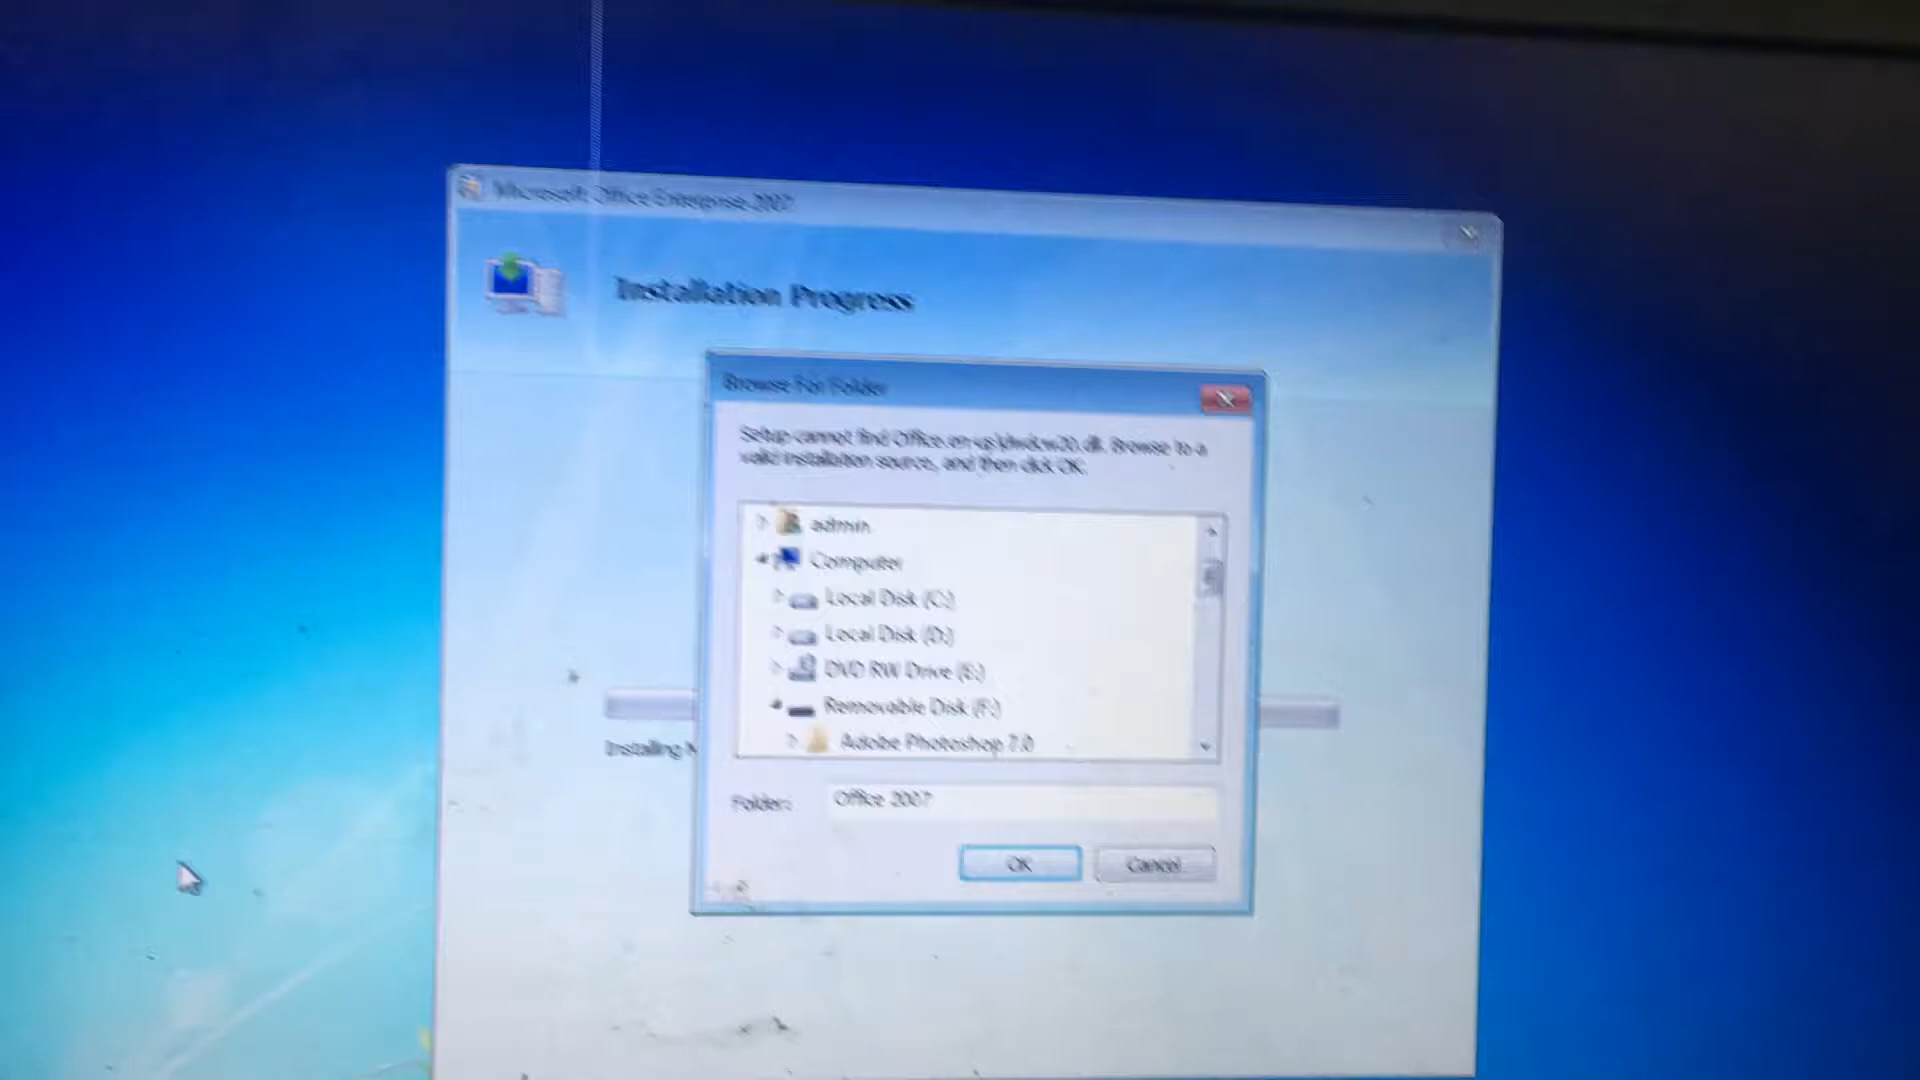 Microsoft Office Enterprise 2007
Installation Progress
Browse For Folder
Setup cannot find Office.en-us\dwdcw20.dll. Browse to a
valid installation source, and then click OK.
admin
Computer
Local Disk (C:)
Local Disk (D:)
DVD RW Drive (E:)
Removable Disk (F:)
Adobe Photoshop 7.0
Installing
Folder: Office 2007
OK Cancel